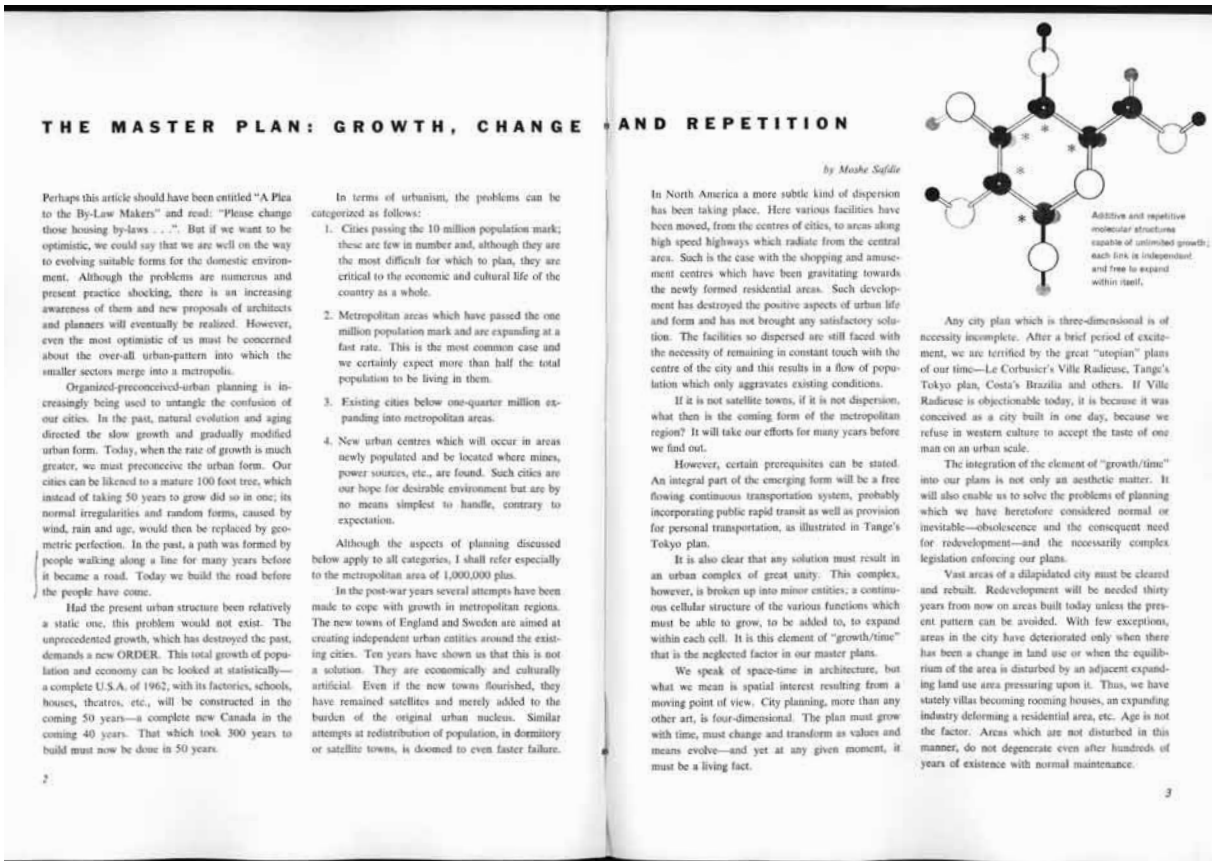 THE MASTER PLAN: GROWTH, CHANGE AND REPETITION
Perhaps this article should have been entitled "A Plea
to the By-Law Makers" and read: "Please change
those housing by-laws . . .". But if we want to be
optimistic, we could say that we are well on the way
to evolving suitable forms for the domestic environ-
ment. Although the problems are numerous and
present practice shocking, there is an increasing
awareness of them and new proposals of architects
and planners will eventually be realized. However,
even the most optimistic of us must be concerned
about the over-all urban-pattern into which the
smaller sectors merge into a metropolis.
Organized-preconceived-urban planning is in-
creasingly being used to untangle the confusion of
our cities. In the past, natural evolution and aging
directed the slow growth and gradually modified
urban form. Today, when the rate of growth is much
greater, we must preconceive the urban form. Our
cities can be likened to a mature 100 foot tree, which
instead of taking 50 years to grow did so in one; its
normal irregularities and random forms, caused by
wind, rain and age, would then be replaced by geo-
metric perfection. In the past, a path was formed by
people walking along a line for many years before
it became a road. Today we build the road before
the people have come.
Had the present urban structure been relatively
a static one, this problem would not exist. The
unprecedented growth, which has destroyed the past,
demands a new ORDER. This total growth of popu-
lation and economy can be looked at statistically—
a complete U.S.A. of 1962, with its factories, schools,
houses, theatres, etc., will be constructed in the
coming 50 years—a complete new Canada in the
coming 40 years. That which took 300 years to
build must now be done in 50 years.
2
In terms of urbanism, the problems can be
categorized as follows:
1. Cities passing the 10 million population mark;
these are few in number and, although they are
the most difficult for which to plan, they are
critical to the economic and cultural life of the
country as a whole.
2. Metropolitan areas which have passed the one
million population mark and are expanding at a
fast rate. This is the most common case and
we certainly expect more than half the total
population to be living in them.
3. Existing cities below one-quarter million ex-
panding into metropolitan areas.
4. New urban centres which will occur in areas
newly populated and be located where mines,
power sources, etc., are found. Such cities are
our hope for desirable environment but are by
no means simplest to handle, contrary to
expectation.
Although the aspects of planning discussed
below apply to all categories, I shall refer especially
to the metropolitan area of 1,000,000 plus.
In the post-war years several attempts have been
made to cope with growth in metropolitan regions.
The new towns of England and Sweden are aimed at
creating independent urban entities around the exist-
ing cities. Ten years have shown us that this is not
a solution. They are economically and culturally
artificial. Even if the new towns flourished, they
have remained satellites and merely added to the
burden of the original urban nucleus. Similar
attempts at redistribution of population, in dormitory
or satellite towns, is doomed to even faster failure.
by Moshe Safdie
In North America a more subtle kind of dispersion
has been taking place. Here various facilities have
been moved, from the centres of cities, to areas along
high speed highways which radiate from the central
area. Such is the case with the shopping and amuse-
ment centres which have been gravitating towards
the newly formed residential areas. Such develop-
ment has destroyed the positive aspects of urban life
and form and has not brought any satisfactory solu-
tion. The facilities so dispersed are still faced with
the necessity of remaining in constant touch with the
centre of the city and this results in a flow of popu-
lation which only aggravates existing conditions.
If it is not satellite towns, if it is not dispersion,
what then is the coming form of the metropolitan
region? It will take our efforts for many years before
we find out.
However, certain prerequisites can be stated.
An integral part of the emerging form will be a free
flowing continuous transportation system, probably
incorporating public rapid transit as well as provision
for personal transportation, as illustrated in Tange's
Tokyo plan.
It is also clear that any solution must result in
an urban complex of great unity. This complex,
however, is broken up into minor entities; a continu-
ous cellular structure of the various functions which
must be able to grow, to be added to, to expand
within each cell. It is this element of "growth/time"
that is the neglected factor in our master plans.
We speak of space-time in architecture, but
what we mean is spatial interest resulting from a
moving point of view. City planning, more than any
other art, is four-dimensional. The plan must grow
with time, must change and transform as values and
means evolve—and yet at any given moment, it
must be a living fact.
Additive and repetitive
molecular structures
capable of unlimited growth;
each link is independent
and free to expand
within itself.
Any city plan which is three-dimensional is of
necessity incomplete. After a brief period of excite-
ment, we are terrified by the great "utopian" plans
of our time—Le Corbusier's Ville Radieuse, Tange's
Tokyo plan, Costa's Brazilia and others. If Ville
Radieuse is objectionable today, it is because it was
conceived as a city built in one day, because we
refuse in western culture to accept the taste of one
man on an urban scale.
The integration of the element of "growth/time"
into our plans is not only an aesthetic matter. It
will also enable us to solve the problems of planning
which we have heretofore considered normal or
inevitable—obsolescence and the consequent need
for redevelopment—and the necessarily complex
legislation enforcing our plans.
Vast areas of a dilapidated city must be cleared
and rebuilt. Redevelopment will be needed thirty
years from now on areas built today unless the pres-
ent pattern can be avoided. With few exceptions,
areas in the city have deteriorated only when there
has been a change in land use or when the equilib-
rium of the area is disturbed by an adjacent expand-
ing land use area pressuring upon it. Thus, we have
stately villas becoming rooming houses, an expanding
industry deforming a residential area, etc. Age is not
the factor. Areas which are not disturbed in this
manner, do not degenerate even after hundreds of
years of existence with normal maintenance.
3